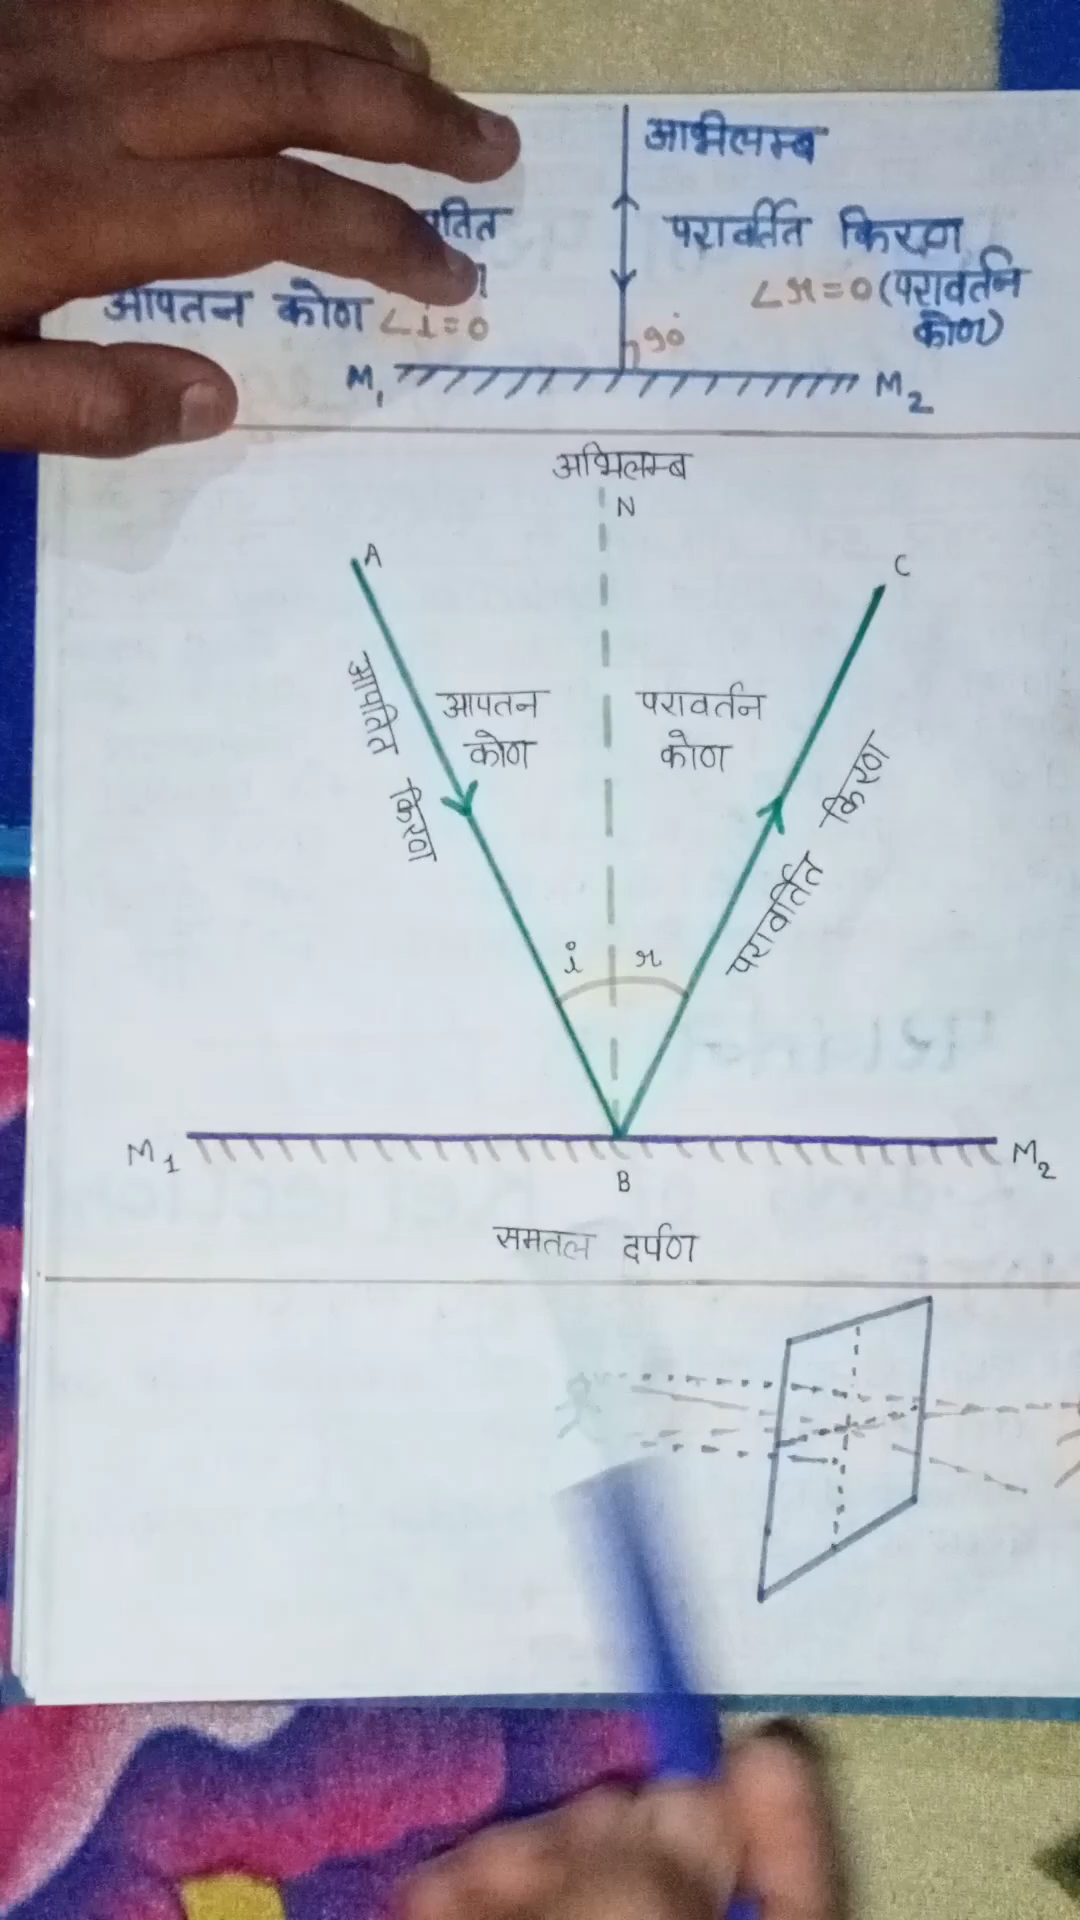 अभिलम्ब
परावर्तित किरण
आपतन कोण ∠i=0
∠r=0 (परावर्तन
कोण)
90°
M1
M2
अभिलम्ब
N
A
C
आपतित किरण
आपतन
कोण
परावर्तन
कोण
परावर्तित किरण
i
r
M1
M2
B
समतल दर्पण